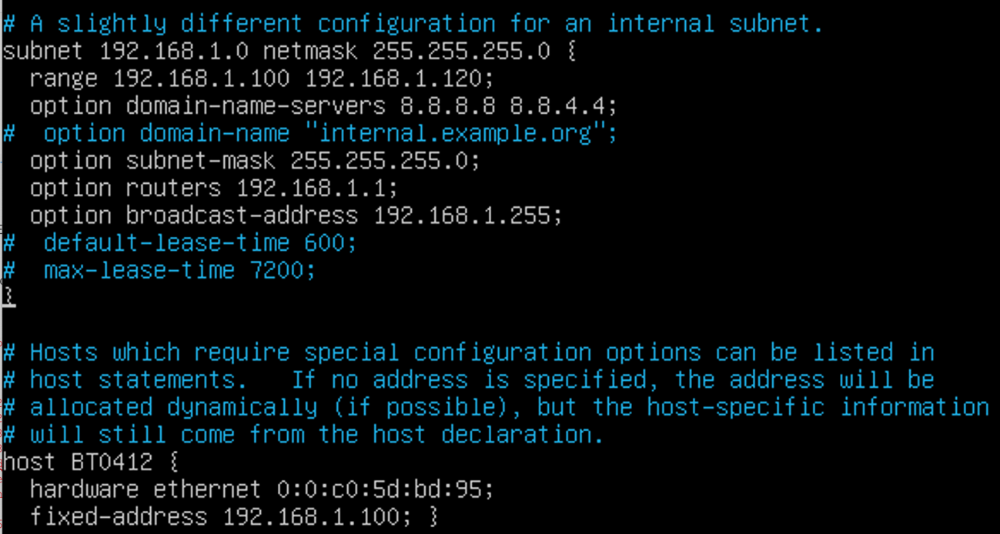 # A slightly different configuration for an internal subnet.
subnet 192.168.1.0 netmask 255.255.255.0 {
  range 192.168.1.100 192.168.1.120;
  option domain-name-servers 8.8.8.8 8.8.4.4;
#  option domain-name "internal.example.org";
  option subnet-mask 255.255.255.0;
  option routers 192.168.1.1;
  option broadcast-address 192.168.1.255;
#  default-lease-time 600;
#  max-lease-time 7200;
}
# Hosts which require special configuration options can be listed in
# host statements.   If no address is specified, the address will be
# allocated dynamically (if possible), but the host-specific information
# will still come from the host declaration.
host BT0412 {
  hardware ethernet 0:0:c0:5d:bd:95;
  fixed-address 192.168.1.100; }